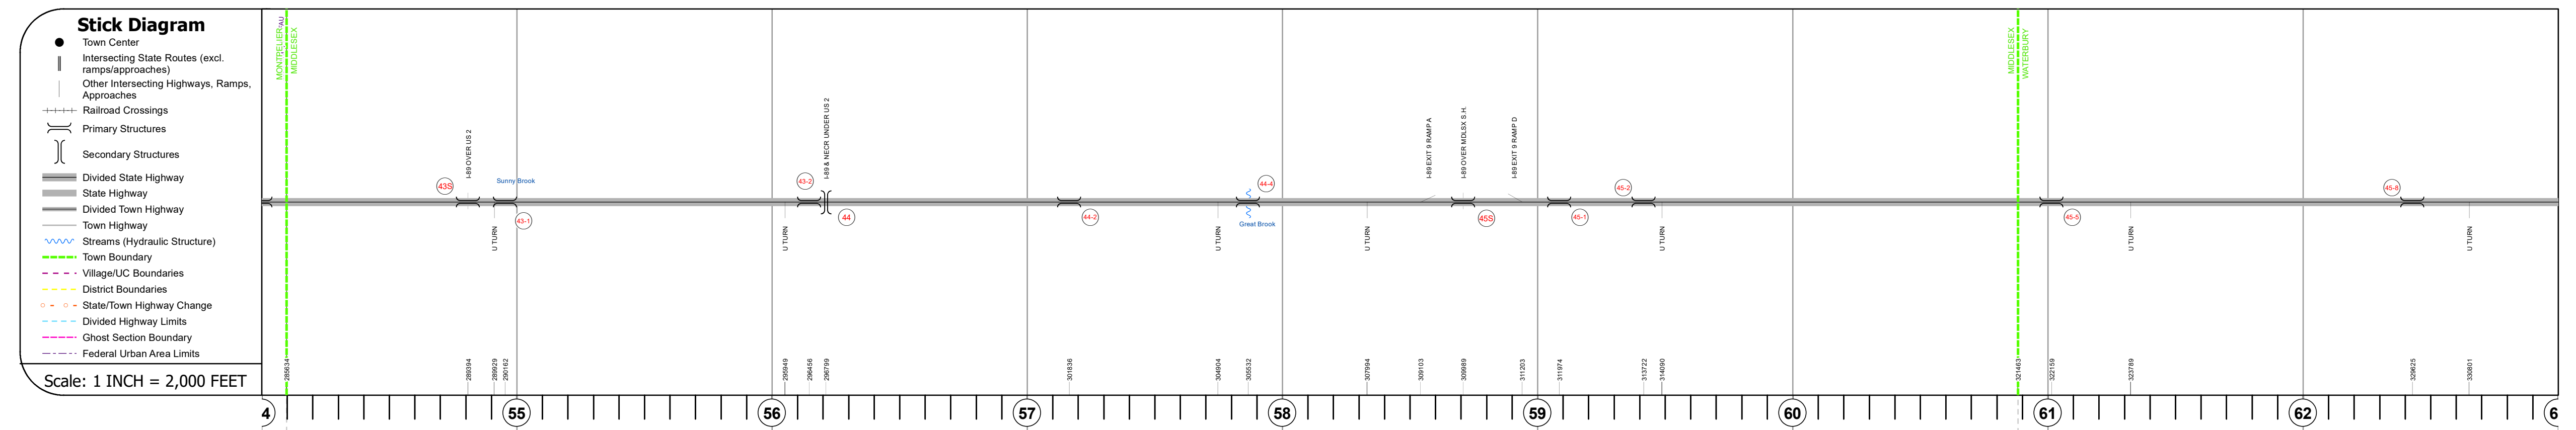 Stick Diagram
Town Center
Intersecting State Routes (excl.
ramps/approaches)
Other Intersecting Highways, Ramps,
Approaches
Railroad Crossings
Primary Structures
Secondary Structures
Divided State Highway
State Highway
Divided Town Highway
Town Highway
Streams (Hydraulic Structure)
Town Boundary
Village/UC Boundaries
District Boundaries
State/Town Highway Change
Divided Highway Limits
Ghost Section Boundary
Federal Urban Area Limits
Scale: 1 INCH = 2,000 FEET
MONTPELIER
MIDDLESEX
MIDDLESEX
WATERBURY
I-89 OVER US 2
I-89 & NECR UNDER US 2
I-89 EXIT 9 RAMP A
I-89 OVER MDLSX S.H.
I-89 EXIT 9 RAMP D
43S
Sunny Brook
43-1
43-2
44
44-2
44-4
Great Brook
45S
45-1
45-2
45-5
45-8
U TURN
U TURN
U TURN
U TURN
U TURN
U TURN
U TURN
285634
289394
289929
290162
295949
296456
296799
301836
304904
305532
307994
309103
309989
311203
311974
313722
314090
321463
322159
323789
329625
330801
4
55
56
57
58
59
60
61
62
6